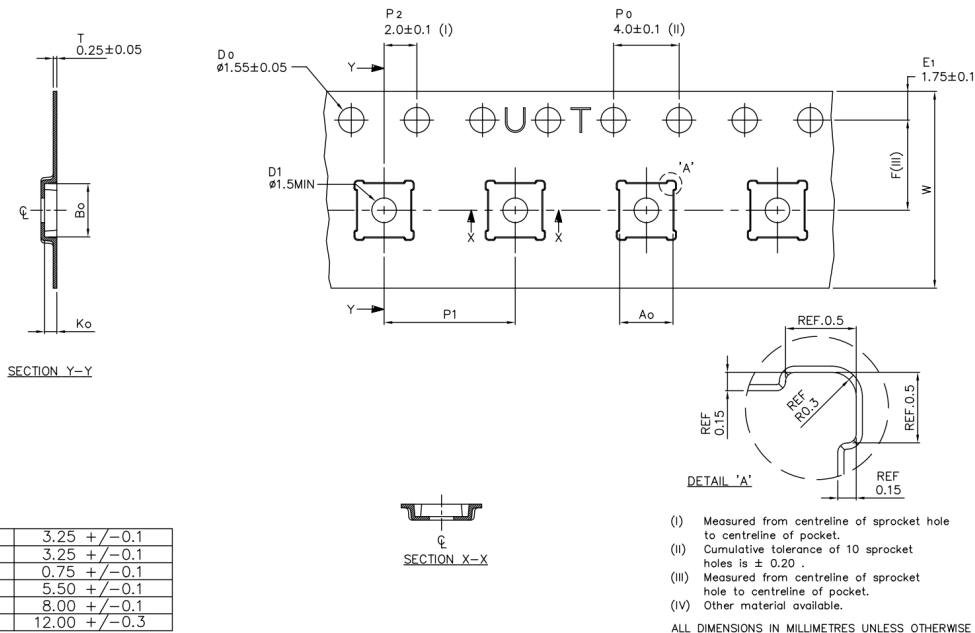 P2
2.0±0.1 (I)
P0
4.0±0.1 (II)
T
0.25±0.05
D0
ø1.55±0.05
Y
E1
1.75±0.1
U T
'A'
F(III)
W
D1
ø1.5MIN
℄
Bo
X
X
Ko
Y
P1
Ao
SECTION Y-Y
REF.0.5
REF
R0.3
REF
0.15
REF.0.5
REF
0.15
DETAIL 'A'
℄
SECTION X-X
3.25 +/-0.1
3.25 +/-0.1
0.75 +/-0.1
5.50 +/-0.1
8.00 +/-0.1
12.00 +/-0.3
(I) Measured from centreline of sprocket hole
to centreline of pocket.
(II) Cumulative tolerance of 10 sprocket
holes is ± 0.20 .
(III) Measured from centreline of sprocket
hole to centreline of pocket.
(IV) Other material available.
ALL DIMENSIONS IN MILLIMETRES UNLESS OTHERWISE